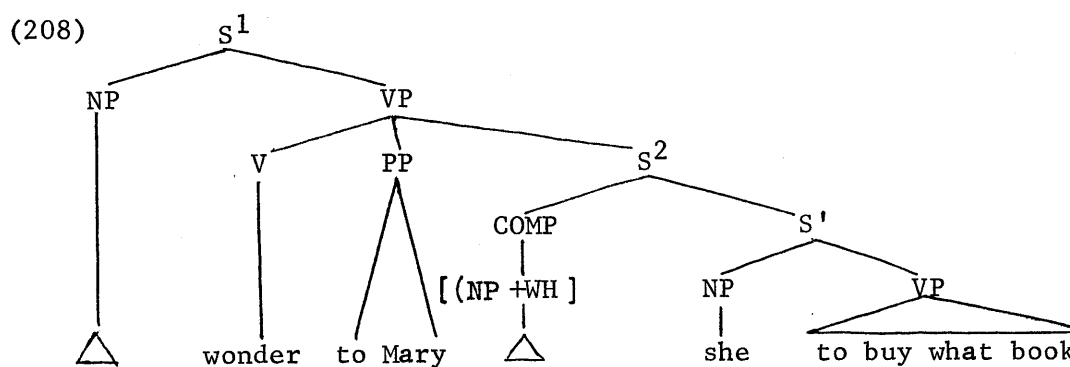 (208) S¹
NP VP
V PP S²
COMP S'
[(NP +WH ] NP VP
wonder to Mary she to buy what book